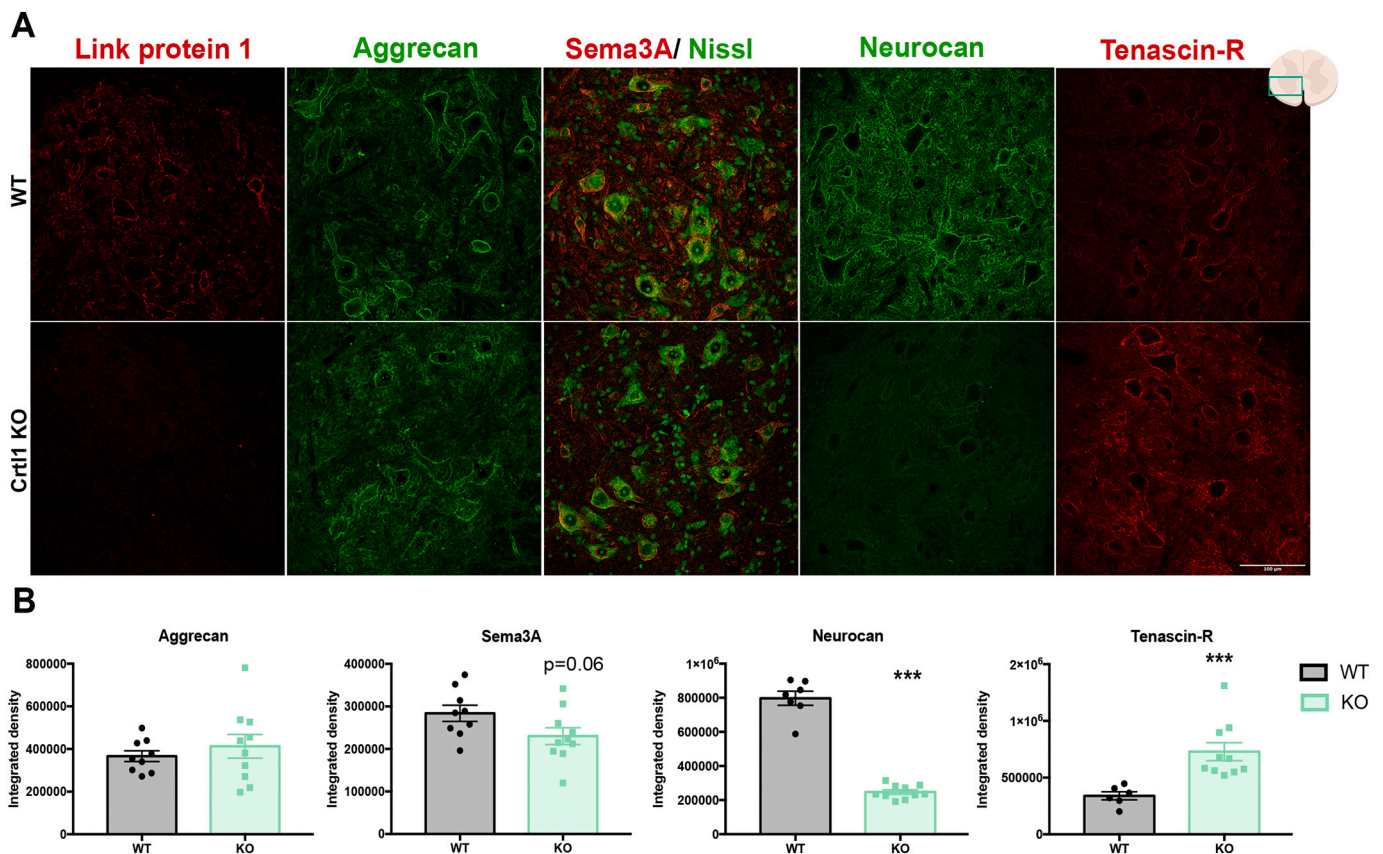 A
Link protein 1
Aggrecan
Sema3A/ Nissl
Neurocan
Tenascin-R
WT
Crtl1 KO
100 µm
B
Aggrecan
Integrated density
800000
600000
400000
200000
0
WT
KO
Sema3A
p=0.06
Integrated density
400000
300000
200000
100000
0
WT
KO
Neurocan
***
Integrated density
1×10⁶
800000
600000
400000
200000
0
WT
KO
Tenascin-R
***
Integrated density
2×10⁶
1×10⁶
500000
0
WT
KO
WT
KO